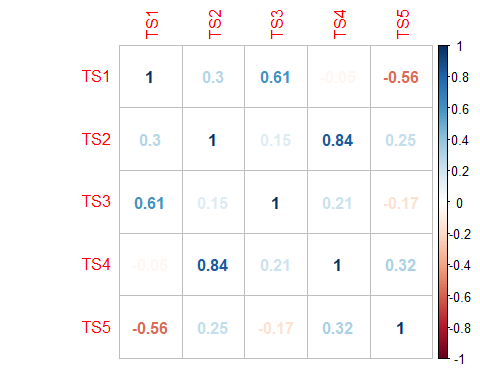 TS1 TS2 TS3 TS4 TS5
TS1 1 0.3 0.61 -0.05 -0.56
TS2 0.3 1 0.15 0.84 0.25
TS3 0.61 0.15 1 0.21 -0.17
TS4 -0.05 0.84 0.21 1 0.32
TS5 -0.56 0.25 -0.17 0.32 1
1
0.8
0.6
0.4
0.2
0
-0.2
-0.4
-0.6
-0.8
-1